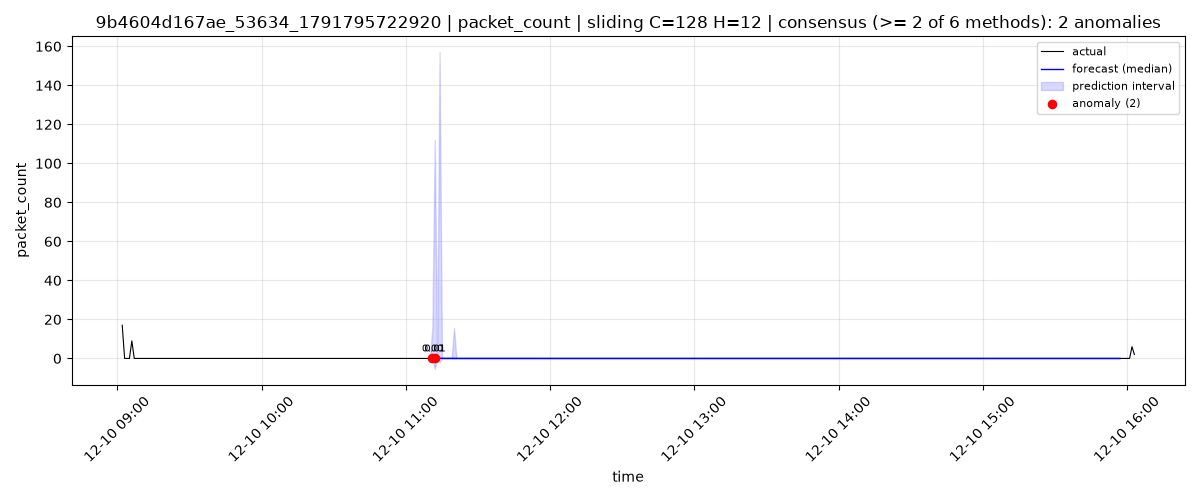 9b4604d167ae_53634_1791795722920 | packet_count | sliding C=128 H=12 | consensus (>= 2 of 6 methods): 2 anomalies
actual
forecast (median)
prediction interval
anomaly (2)
packet_count
160
140
120
100
80
60
40
20
0
12-10 09:00
12-10 10:00
12-10 11:00
12-10 12:00
12-10 13:00
12-10 14:00
12-10 15:00
12-10 16:00
time